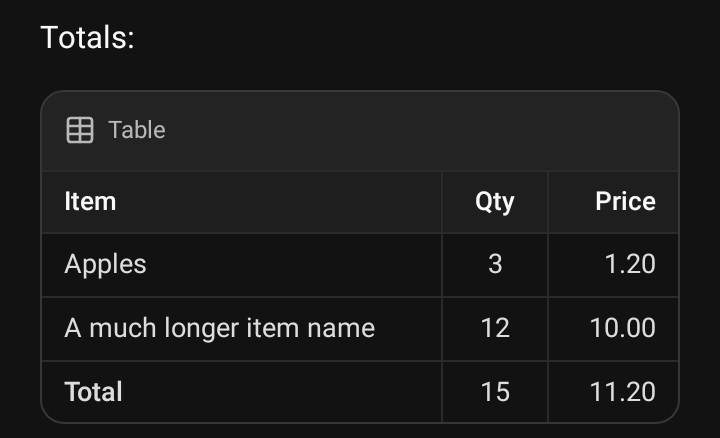 Totals:
Table
Item Qty Price
Apples 3 1.20
A much longer item name 12 10.00
Total 15 11.20